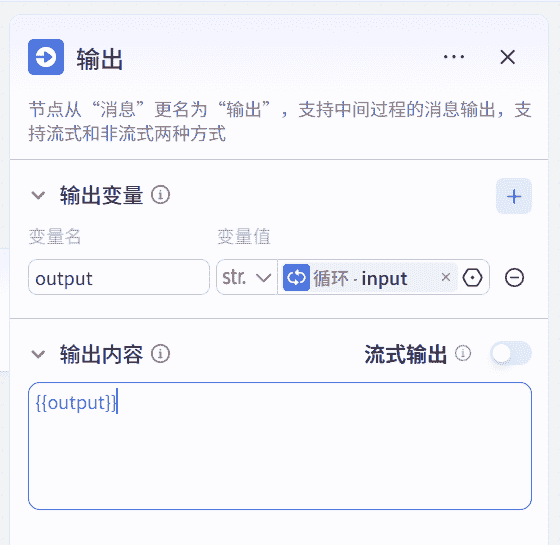 输出
节点从“消息”更名为“输出”，支持中间过程的消息输出，支
持流式和非流式两种方式
输出变量
变量名 变量值
output str. 循环 - input
输出内容 流式输出
{{output}}